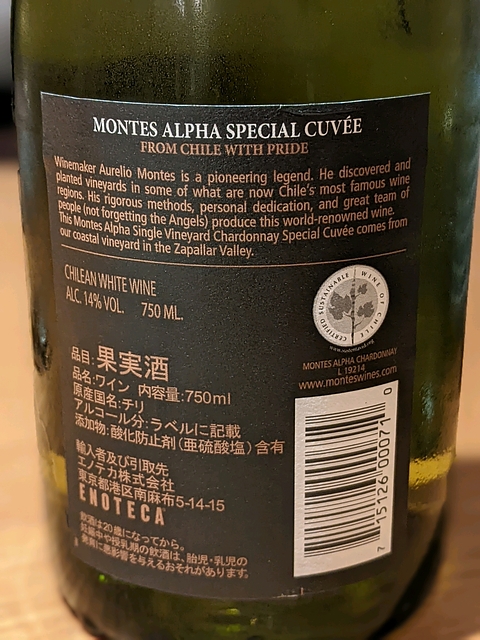 MONTES ALPHA SPECIAL CUVÉE
FROM CHILE WITH PRIDE
Winemaker Aurelio Montes is a pioneering legend. He discovered and
planted vineyards in some of what are now Chile's most famous wine
regions. His rigorous methods, personal dedication, and great team of
people (not forgetting the Angels) produce this world-renowned wine.
This Montes Alpha Single Vineyard Chardonnay Special Cuvée comes from
our coastal vineyard in the Zapallar Valley.
CHILEAN WHITE WINE
ALC. 14% VOL. 750 ML.
CERTIFIED SUSTAINABLE WINE OF CHILE
MONTES ALPHA CHARDONNAY
L 19214
www.monteswines.com
品目:果実酒
品名:ワイン 内容量:750ml
原産国名:チリ
アルコール分:ラベルに記載
添加物:酸化防止剤(亜硫酸塩)含有
輸入者及び引取先
エノテカ株式会社
東京都港区南麻布5-14-15
ENOTECA
飲酒は20歳になってから。
妊娠中や授乳期の飲酒は、胎児・乳児の
発育に悪影響を与えるおそれがあります。
7 15126 00071 0